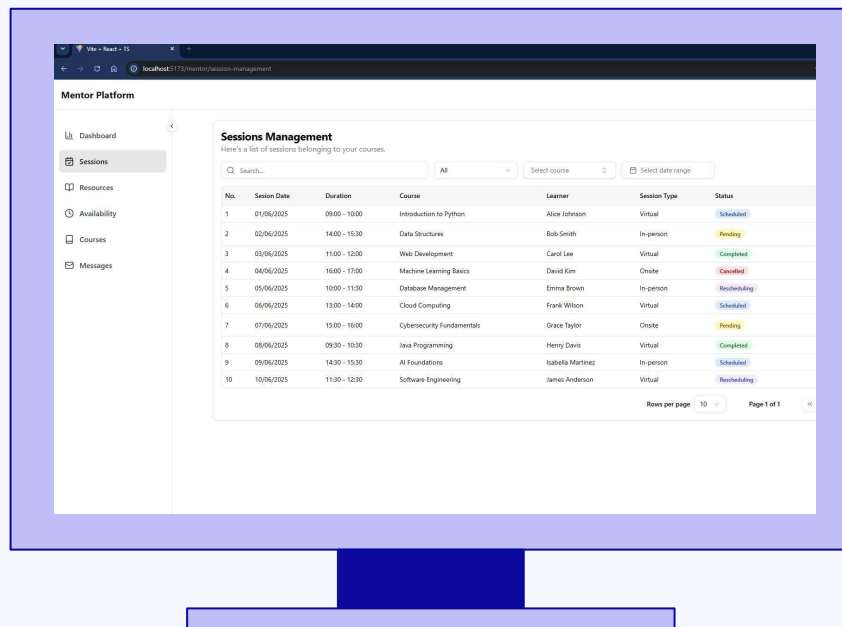 Vite + React + TS
localhost:5173/mentor/session-management
Mentor Platform
Dashboard
Sessions
Resources
Availability
Courses
Messages
Sessions Management
Here's a list of sessions belonging to your courses.
Search... All Select course Select date range
No. Sesion Date Duration Course Learner Session Type Status
1 01/06/2025 09:00 - 10:00 Introduction to Python Alice Johnson Virtual Scheduled
2 02/06/2025 14:00 - 15:30 Data Structures Bob Smith In-person Pending
3 03/06/2025 11:00 - 12:00 Web Development Carol Lee Virtual Completed
4 04/06/2025 16:00 - 17:00 Machine Learning Basics David Kim Onsite Cancelled
5 05/06/2025 10:00 - 11:30 Database Management Emma Brown In-person Rescheduling
6 06/06/2025 13:00 - 14:00 Cloud Computing Frank Wilson Virtual Scheduled
7 07/06/2025 15:00 - 16:00 Cybersecurity Fundamentals Grace Taylor Onsite Pending
8 08/06/2025 09:30 - 10:30 Java Programming Henry Davis Virtual Completed
9 09/06/2025 14:30 - 15:30 AI Foundations Isabella Martinez In-person Scheduled
10 10/06/2025 11:30 - 12:30 Software Engineering James Anderson Virtual Rescheduling
Rows per page 10 Page 1 of 1